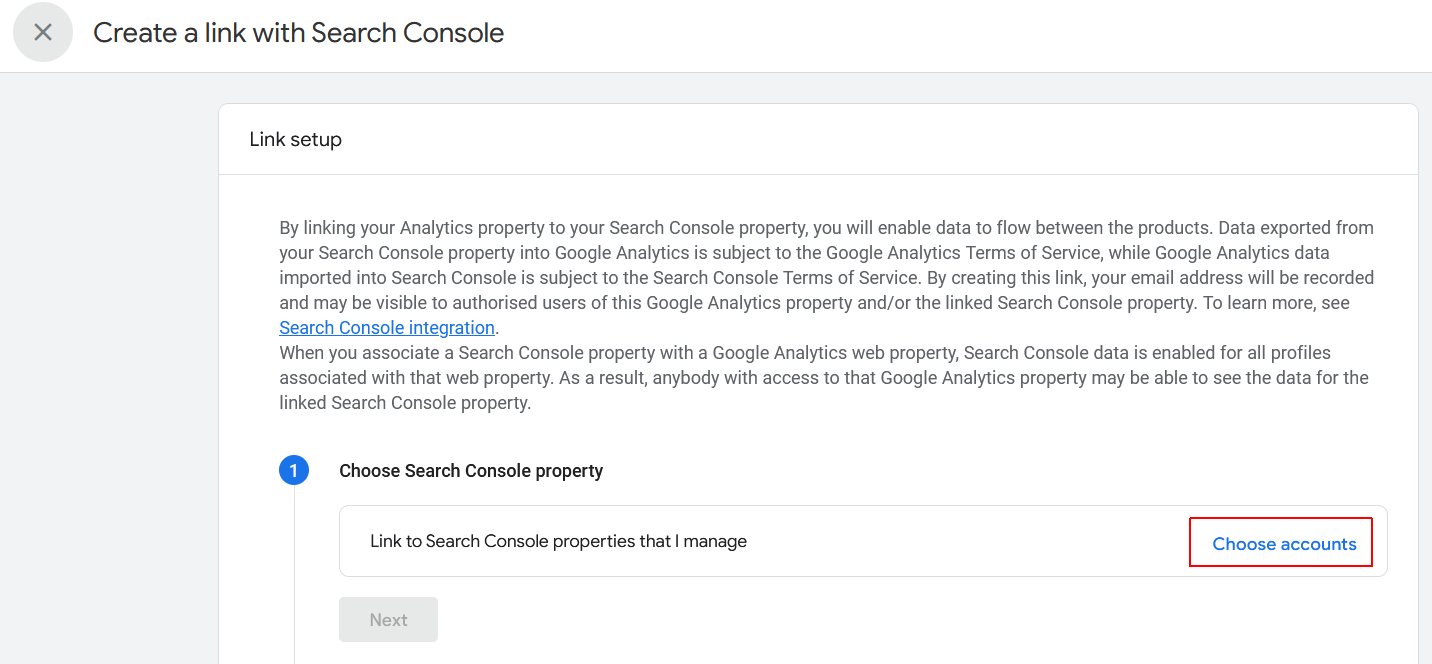 Create a link with Search Console
Link setup
By linking your Analytics property to your Search Console property, you will enable data to flow between the products. Data exported from
your Search Console property into Google Analytics is subject to the Google Analytics Terms of Service, while Google Analytics data
imported into Search Console is subject to the Search Console Terms of Service. By creating this link, your email address will be recorded
and may be visible to authorised users of this Google Analytics property and/or the linked Search Console property. To learn more, see
Search Console integration.
When you associate a Search Console property with a Google Analytics web property, Search Console data is enabled for all profiles
associated with that web property. As a result, anybody with access to that Google Analytics property may be able to see the data for the
linked Search Console property.
1 Choose Search Console property
Link to Search Console properties that I manage Choose accounts
Next